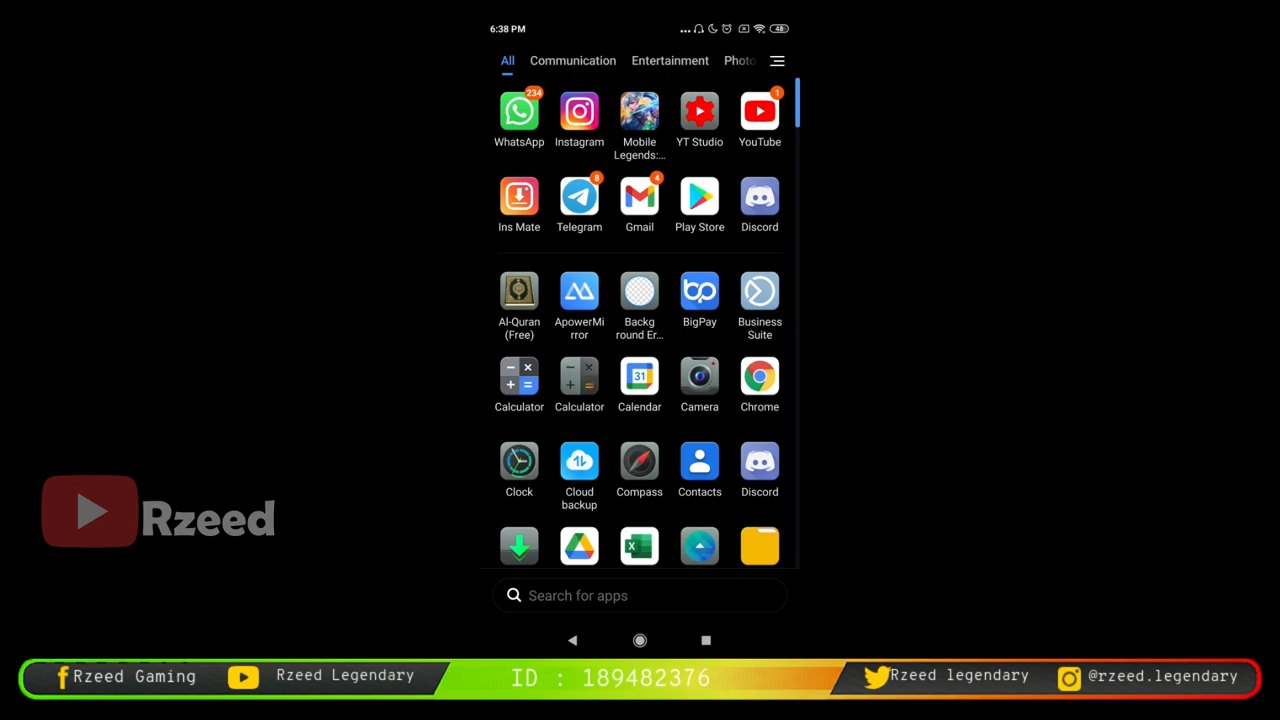 6:38 PM
48
All Communication Entertainment Photo
234
1
WhatsApp Instagram Mobile Legends:... YT Studio YouTube
8
4
Ins Mate Telegram Gmail Play Store Discord
Al-Quran (Free) ApowerMi rror Backg round Er... BigPay Business Suite
31
Calculator Calculator Calendar Camera Chrome
Clock Cloud backup Compass Contacts Discord
Search for apps
Rzeed
Rzeed Gaming Rzeed Legendary ID : 189482376 Rzeed legendary @rzeed.legendary